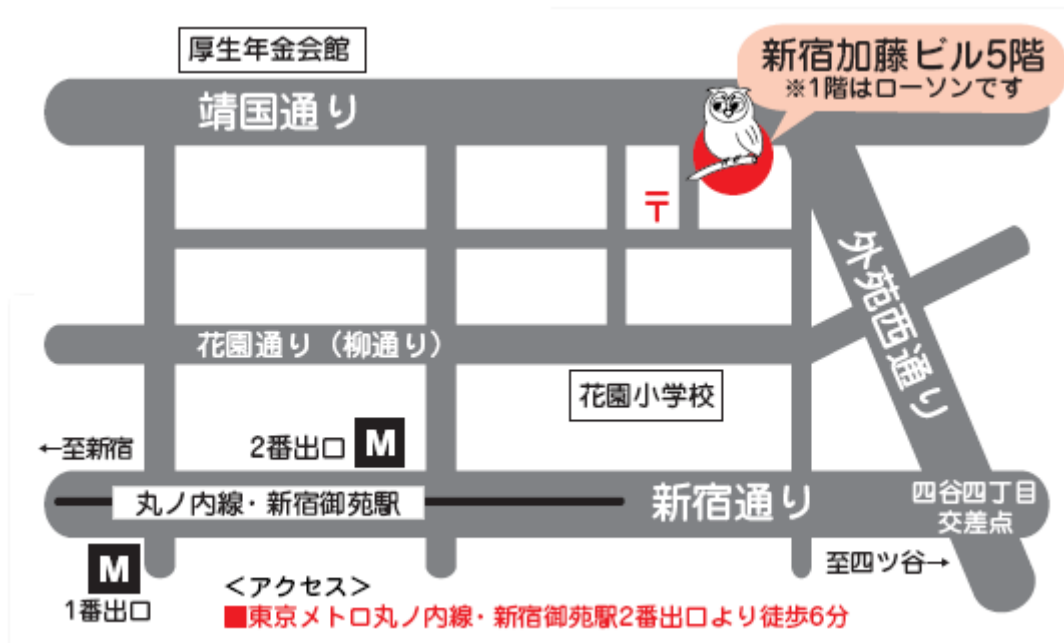 厚生年金会館
新宿加藤ビル5階
※1階はローソンです
靖国通り
〒
外苑西通り
花園通り（柳通り）
花園小学校
←至新宿
2番出口
M
丸ノ内線・新宿御苑駅
新宿通り
四谷四丁目
交差点
M
1番出口
至四ツ谷→
＜アクセス＞
■東京メトロ丸ノ内線・新宿御苑駅2番出口より徒歩6分